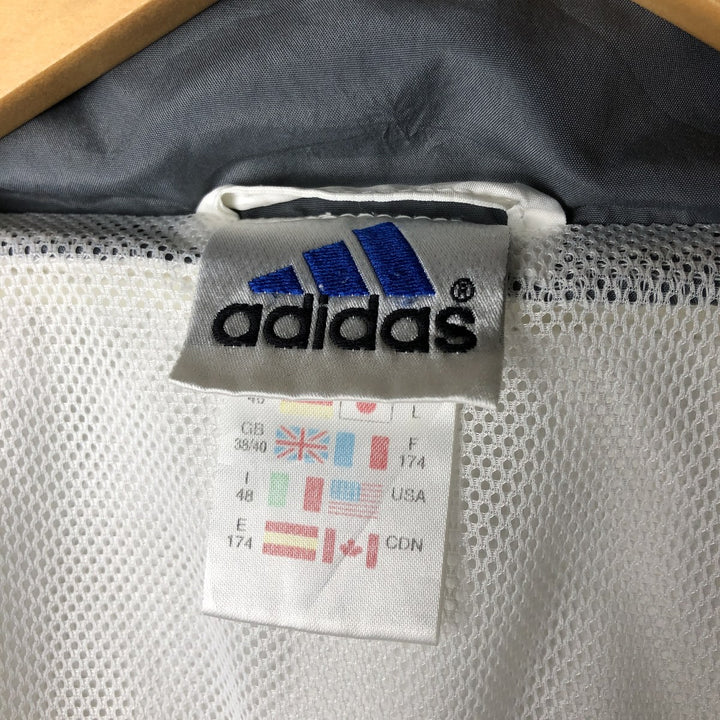 adidas®
L
GB
38/40
F
174
I
48
USA
E
174
CDN